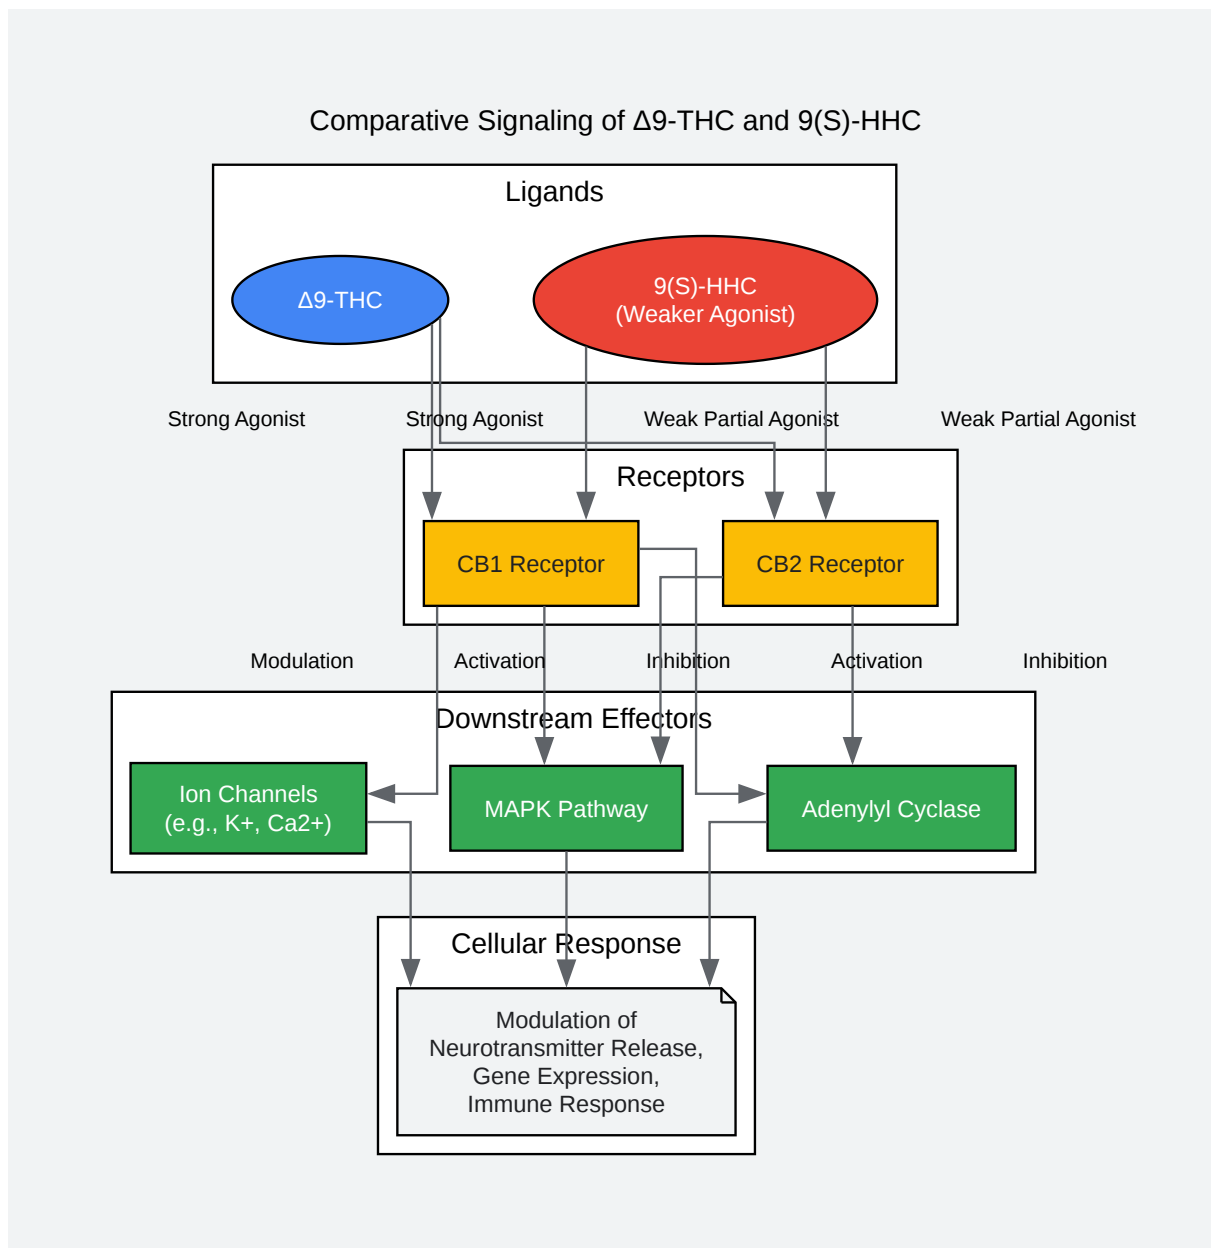 Comparative Signaling of Δ9-THC and 9(S)-HHC
Ligands
Δ9-THC
9(S)-HHC
(Weaker Agonist)
Strong Agonist
Strong Agonist
Weak Partial Agonist
Weak Partial Agonist
Receptors
CB1 Receptor
CB2 Receptor
Modulation
Activation
Inhibition
Activation
Inhibition
Downstream Effectors
Ion Channels
(e.g., K+, Ca2+)
MAPK Pathway
Adenylyl Cyclase
Cellular Response
Modulation of
Neurotransmitter Release,
Gene Expression,
Immune Response